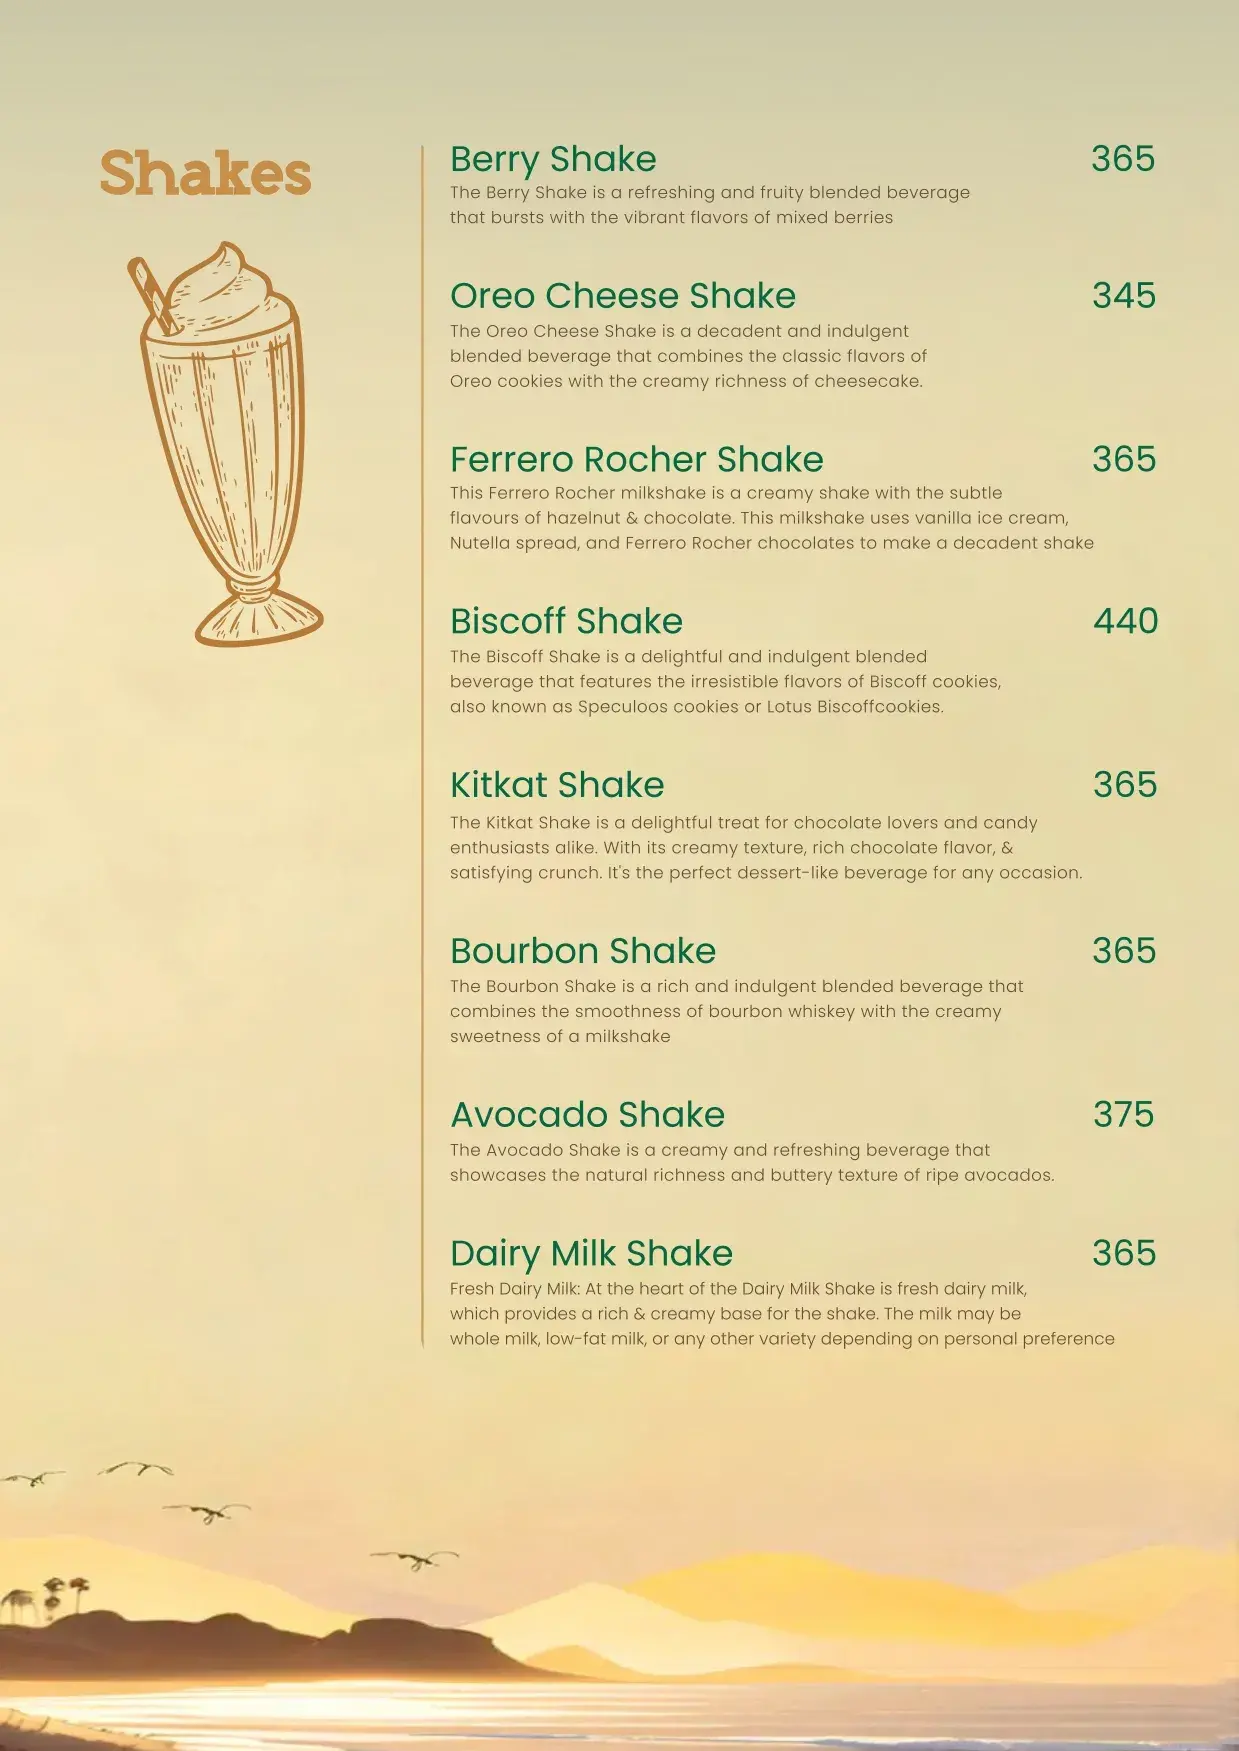 Shakes
Berry Shake 365
The Berry Shake is a refreshing and fruity blended beverage
that bursts with the vibrant flavors of mixed berries
Oreo Cheese Shake 345
The Oreo Cheese Shake is a decadent and indulgent
blended beverage that combines the classic flavors of
Oreo cookies with the creamy richness of cheesecake.
Ferrero Rocher Shake 365
This Ferrero Rocher milkshake is a creamy shake with the subtle
flavours of hazelnut & chocolate. This milkshake uses vanilla ice cream,
Nutella spread, and Ferrero Rocher chocolates to make a decadent shake
Biscoff Shake 440
The Biscoff Shake is a delightful and indulgent blended
beverage that features the irresistible flavors of Biscoff cookies,
also known as Speculoos cookies or Lotus Biscoffcookies.
Kitkat Shake 365
The Kitkat Shake is a delightful treat for chocolate lovers and candy
enthusiasts alike. With its creamy texture, rich chocolate flavor, &
satisfying crunch. It's the perfect dessert-like beverage for any occasion.
Bourbon Shake 365
The Bourbon Shake is a rich and indulgent blended beverage that
combines the smoothness of bourbon whiskey with the creamy
sweetness of a milkshake
Avocado Shake 375
The Avocado Shake is a creamy and refreshing beverage that
showcases the natural richness and buttery texture of ripe avocados.
Dairy Milk Shake 365
Fresh Dairy Milk: At the heart of the Dairy Milk Shake is fresh dairy milk,
which provides a rich & creamy base for the shake. The milk may be
whole milk, low-fat milk, or any other variety depending on personal preference